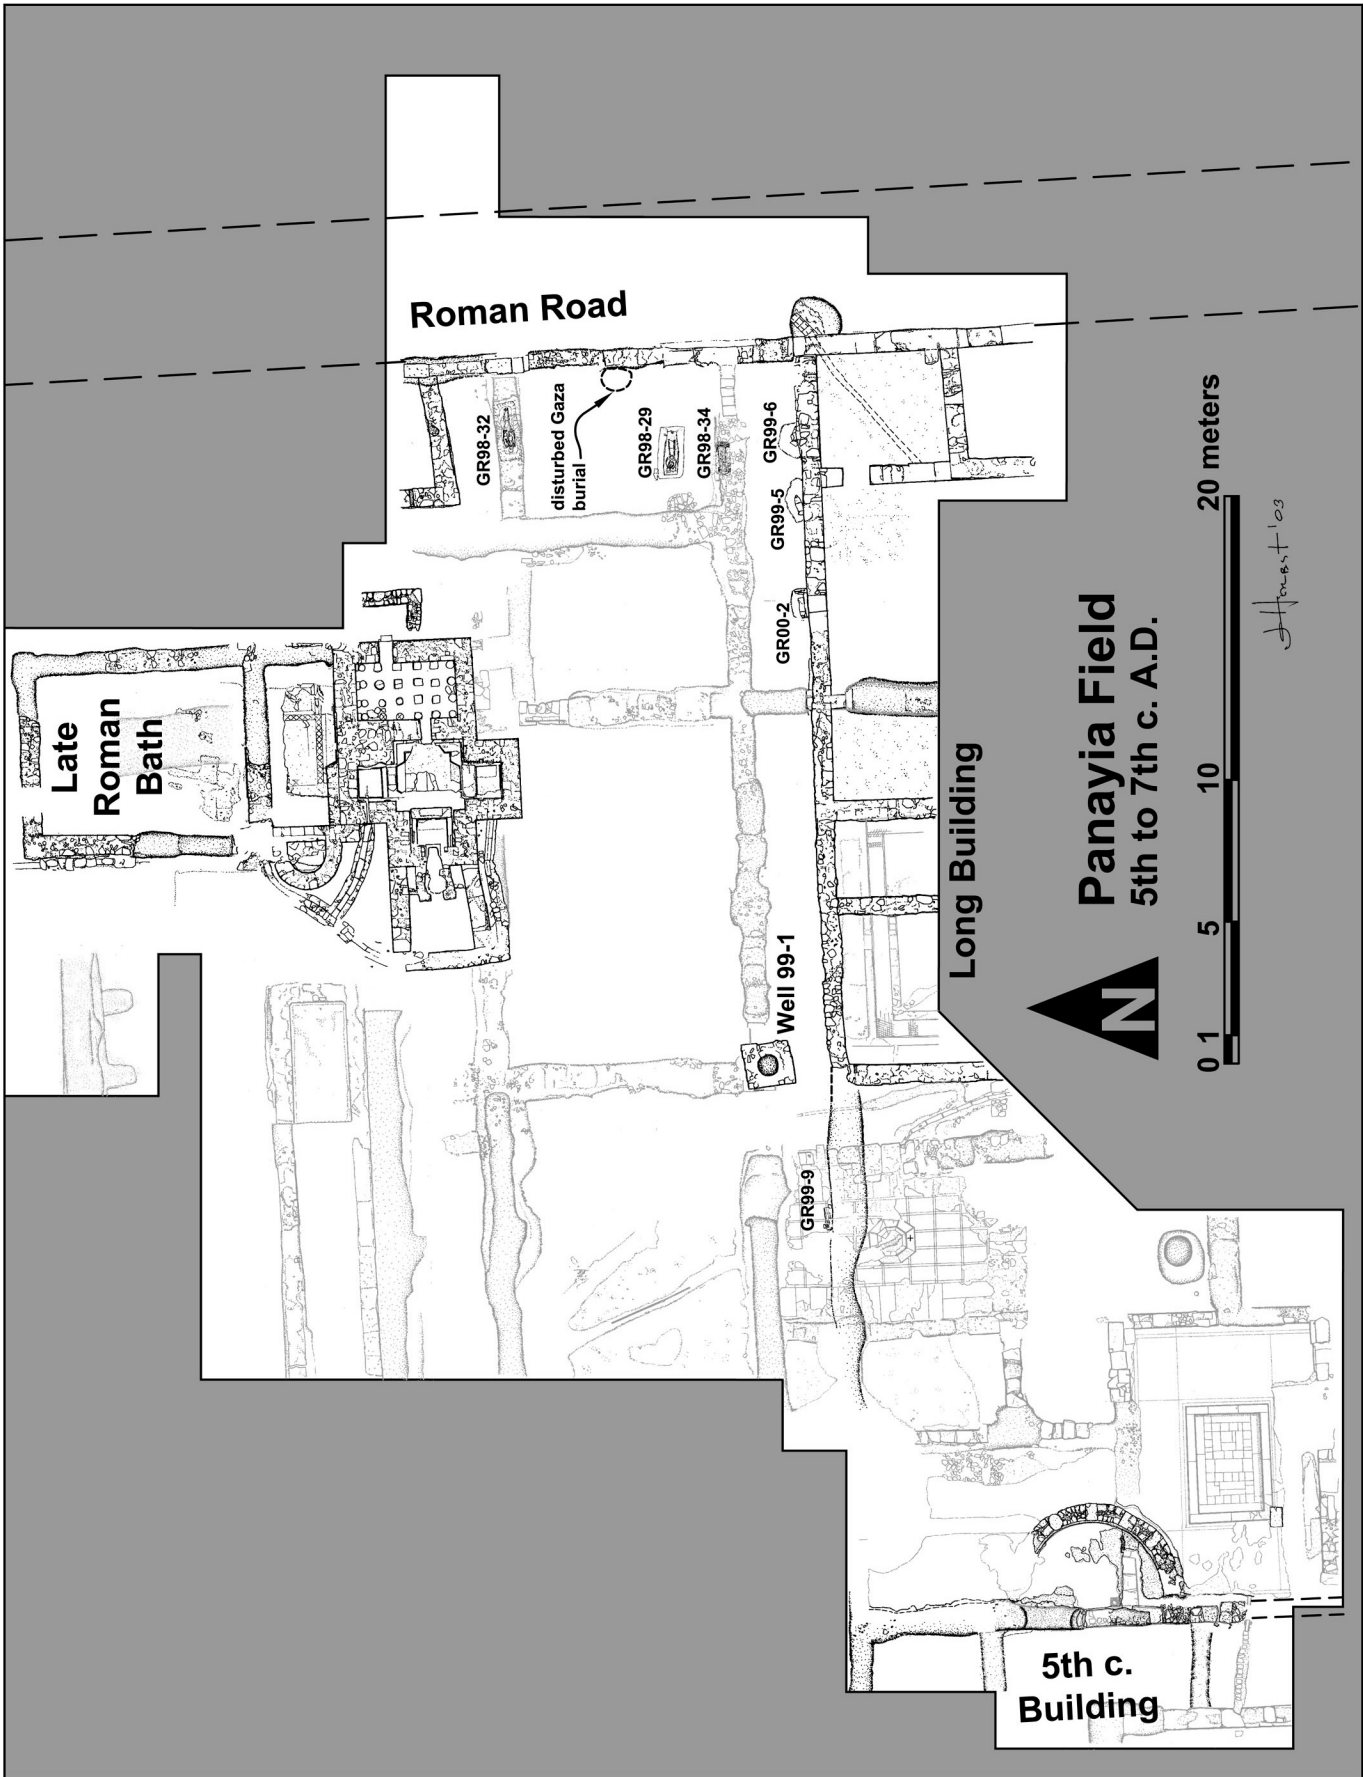 Roman Road
GR98-32
disturbed Gaza
burial
GR98-29
GR98-34
GR99-6
GR99-5
GR00-2
Late
Roman
Bath
Well 99-1
Long Building
GR99-9
5th c.
Building
Panayia Field
5th to 7th c. A.D.
N
0 1 5 10 20 meters
JHerbst '03